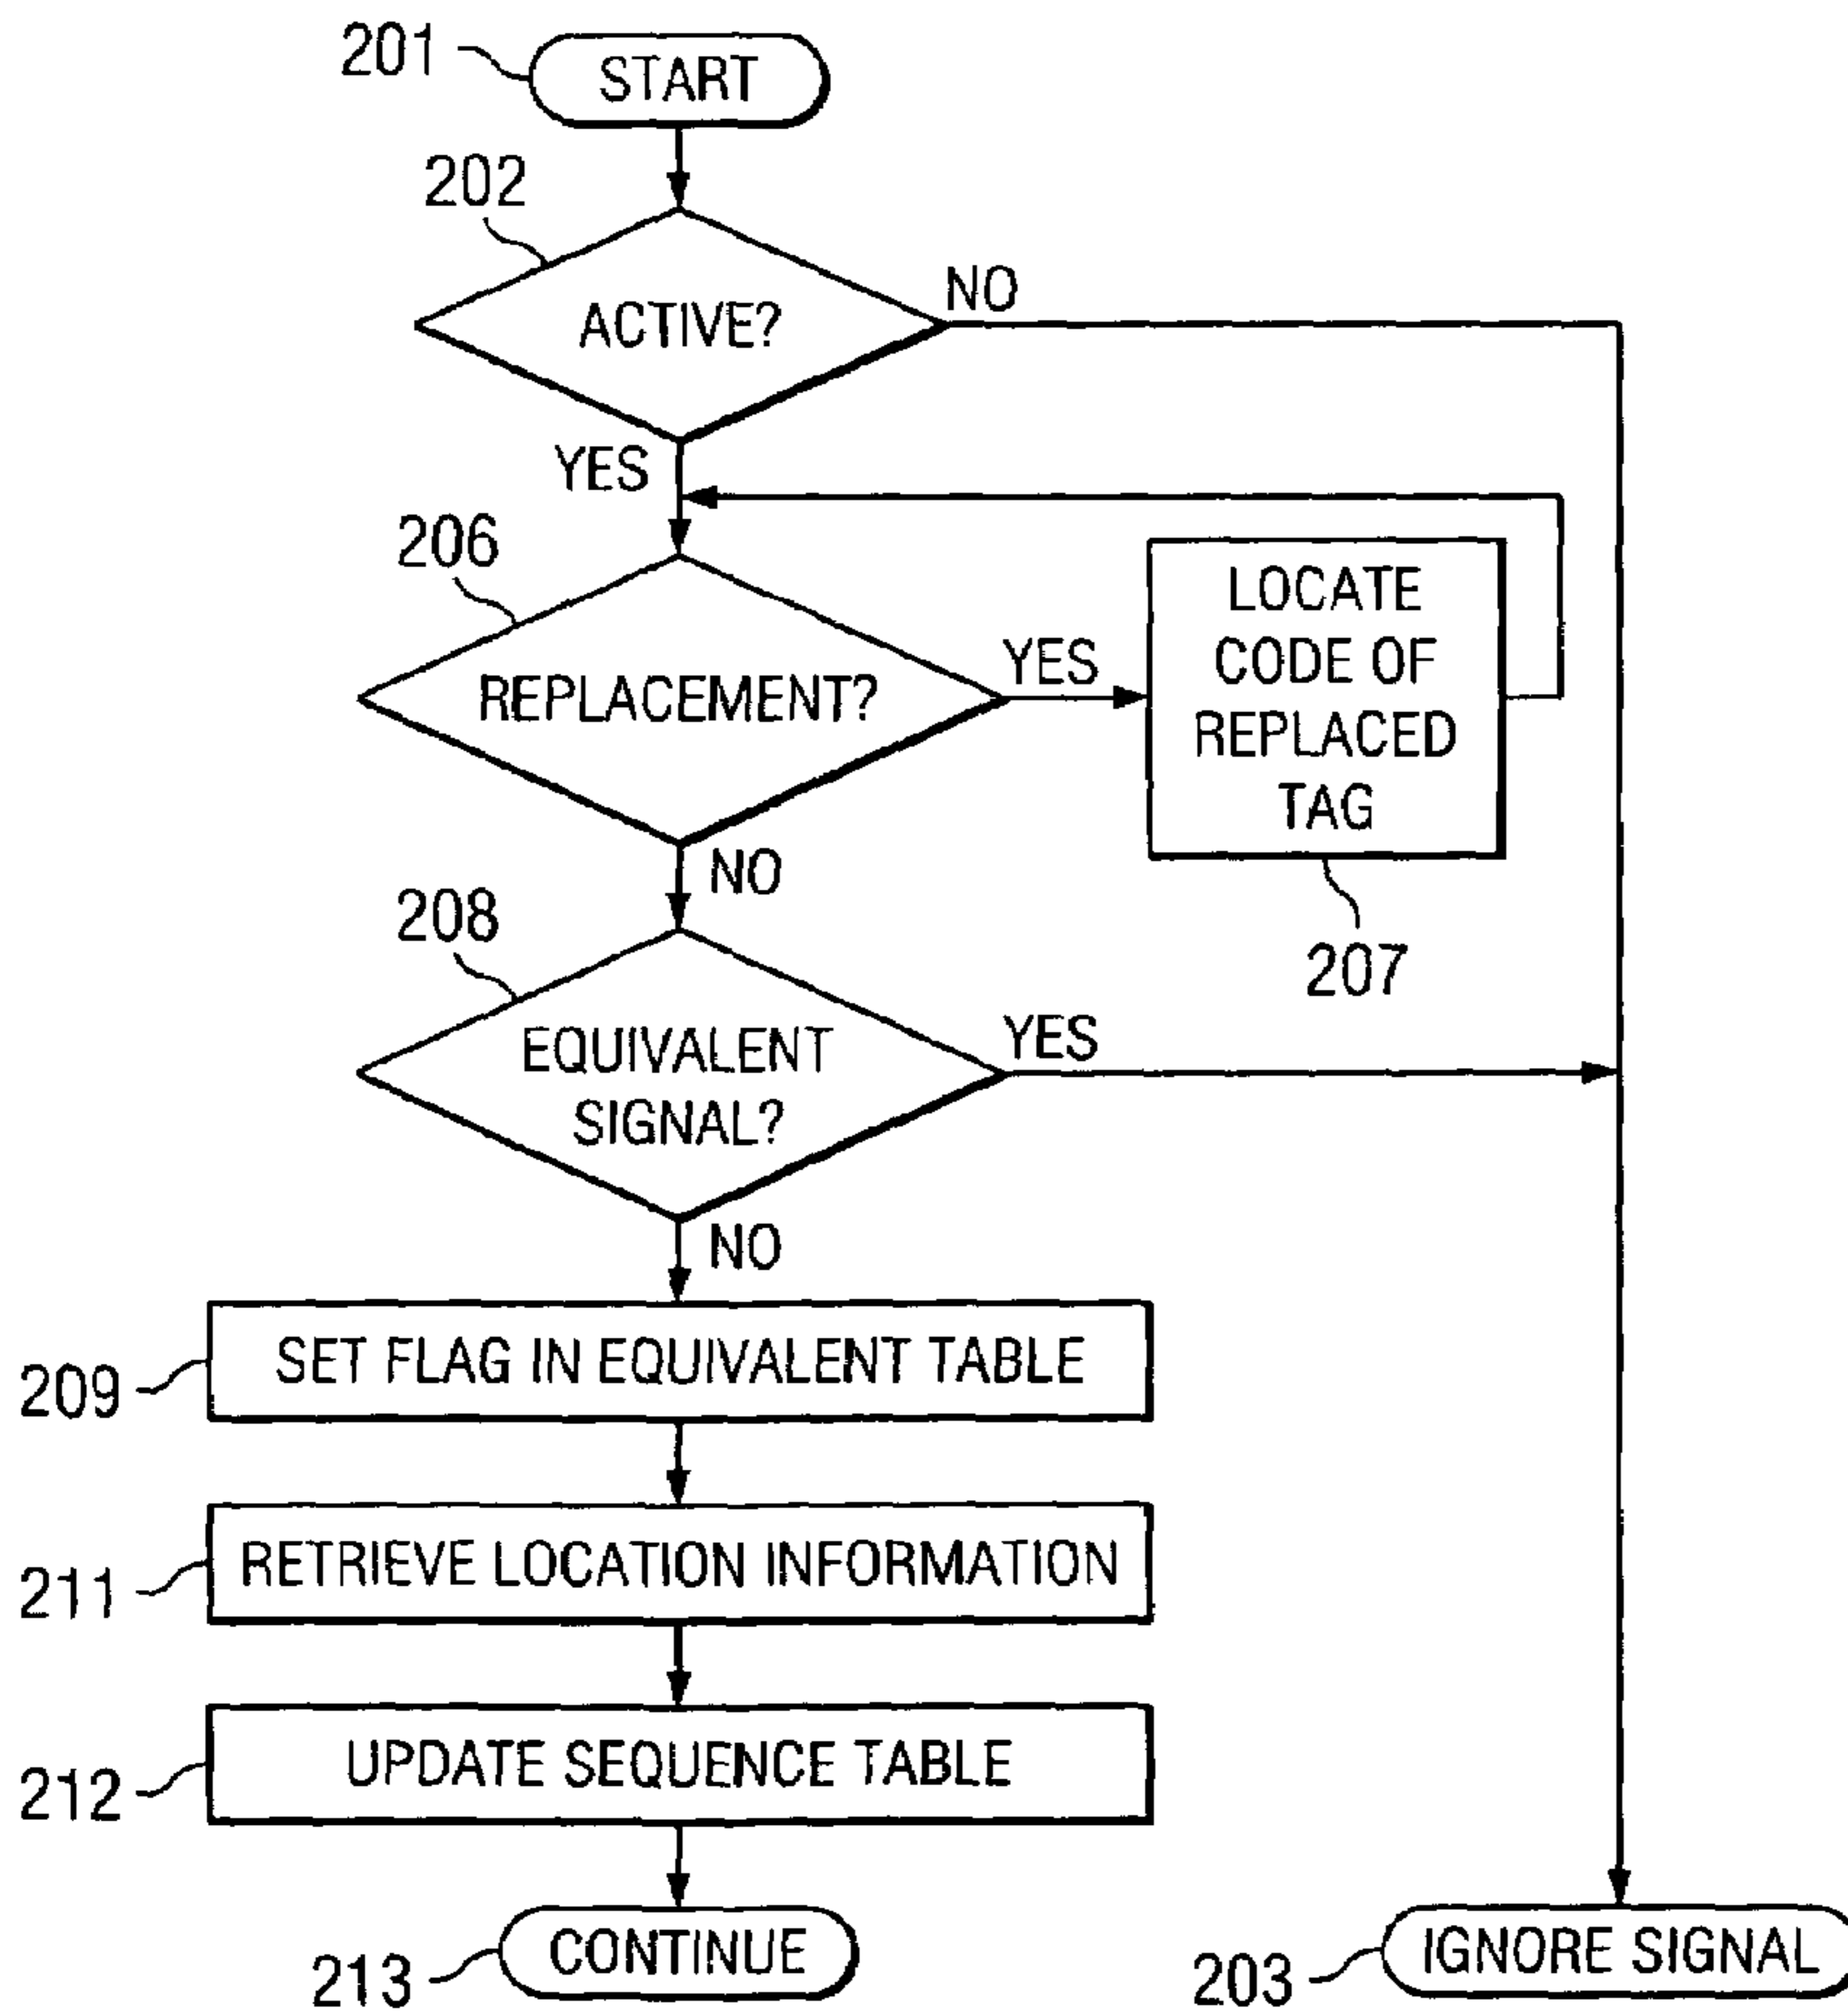 201
START
202
ACTIVE?
NO
YES
206
REPLACEMENT?
YES
LOCATE
CODE OF
REPLACED
TAG
207
NO
208
EQUIVALENT
SIGNAL?
YES
NO
209
SET FLAG IN EQUIVALENT TABLE
211
RETRIEVE LOCATION INFORMATION
212
UPDATE SEQUENCE TABLE
213
CONTINUE
203
IGNORE SIGNAL